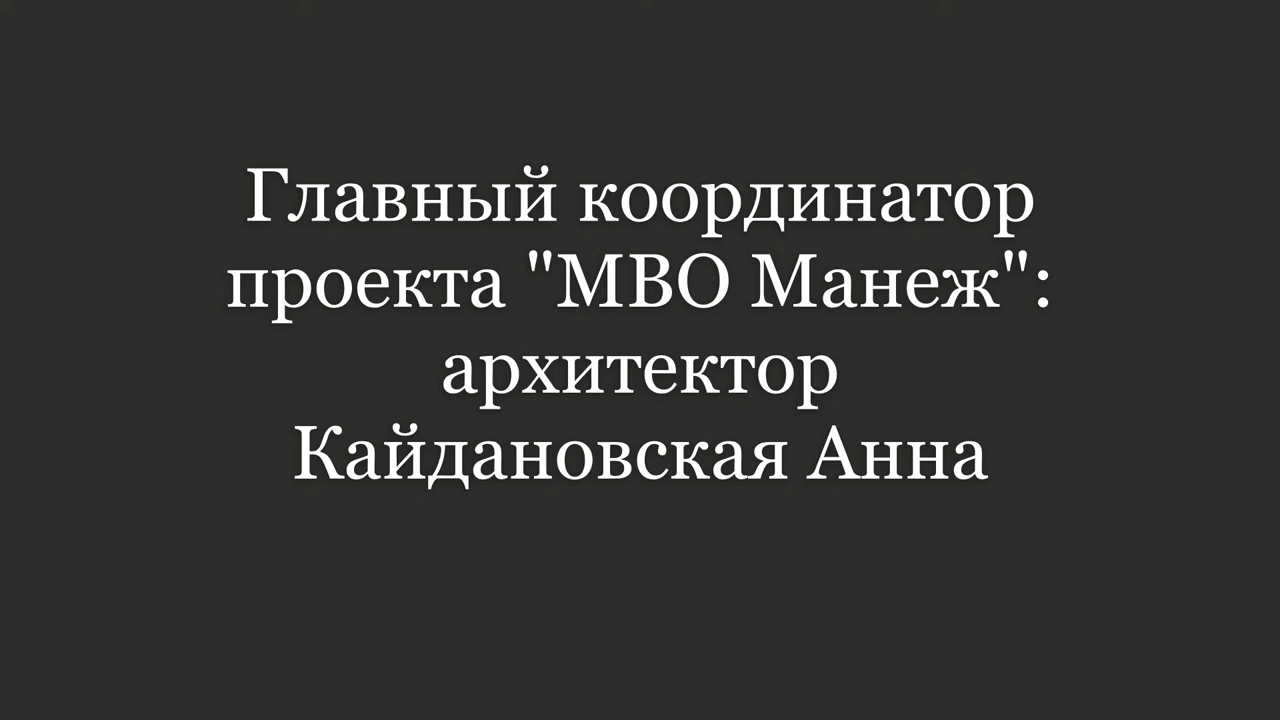 Главный координатор
проекта "МВО Манеж":
архитектор
Кайдановская Анна